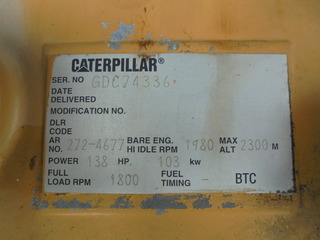 CATERPILLAR®
SER. NO GDC74336
DATE
DELIVERED
MODIFICATION NO.
DLR
CODE
AR NO. 272-4677 BARE ENG. HI IDLE RPM 1980 MAX ALT 2300 M
POWER 138 HP. 103 kw
FULL LOAD RPM 1800 FUEL TIMING - BTC